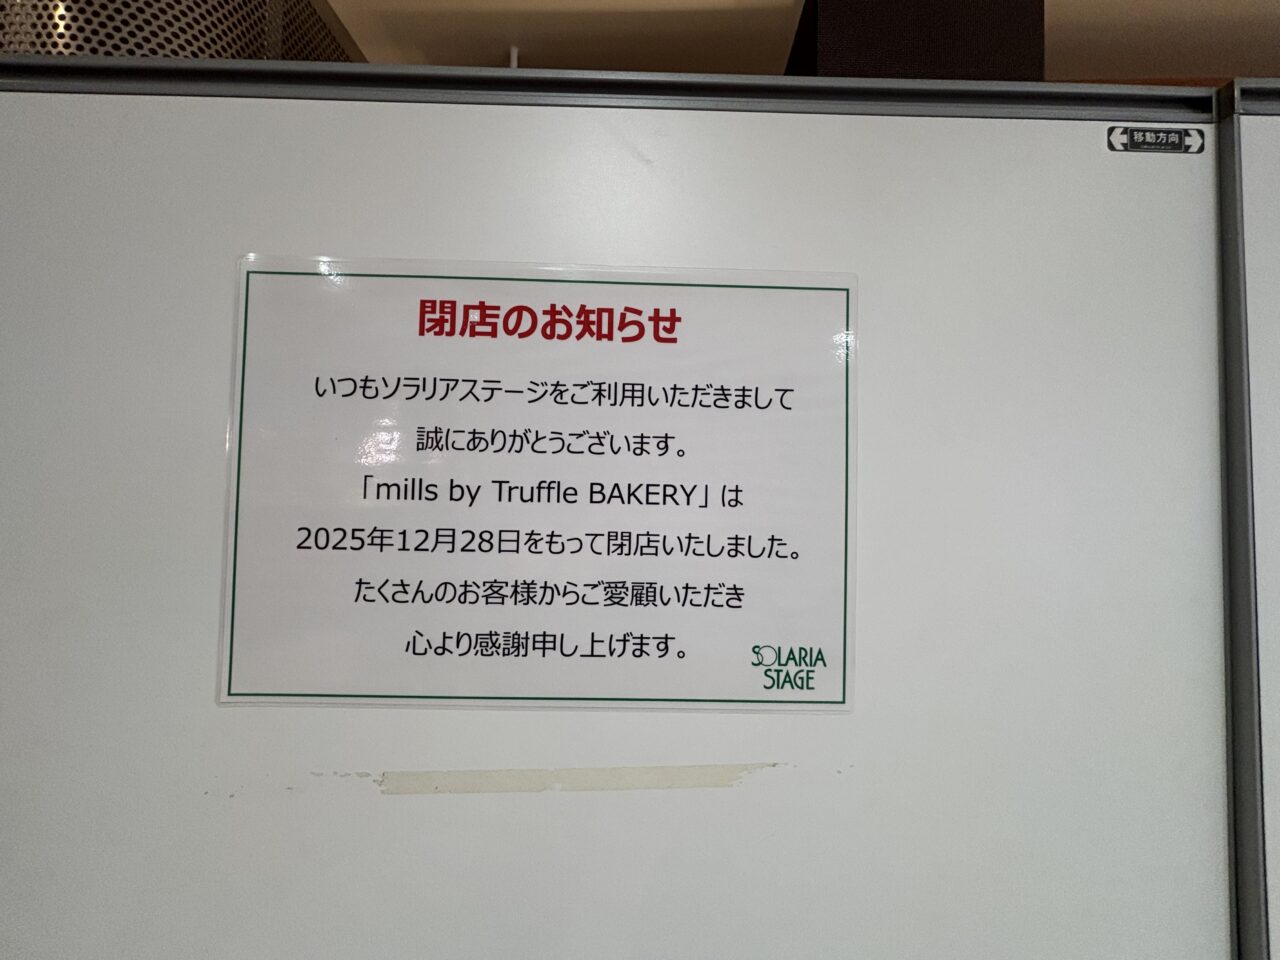 移動方向
閉店のお知らせ
いつもソラリアステージをご利用いただきまして
誠にありがとうございます。
「mills by Truffle BAKERY」は
2025年12月28日をもって閉店いたしました。
たくさんのお客様からご愛顧いただき
心より感謝申し上げます。
SOLARIA
STAGE